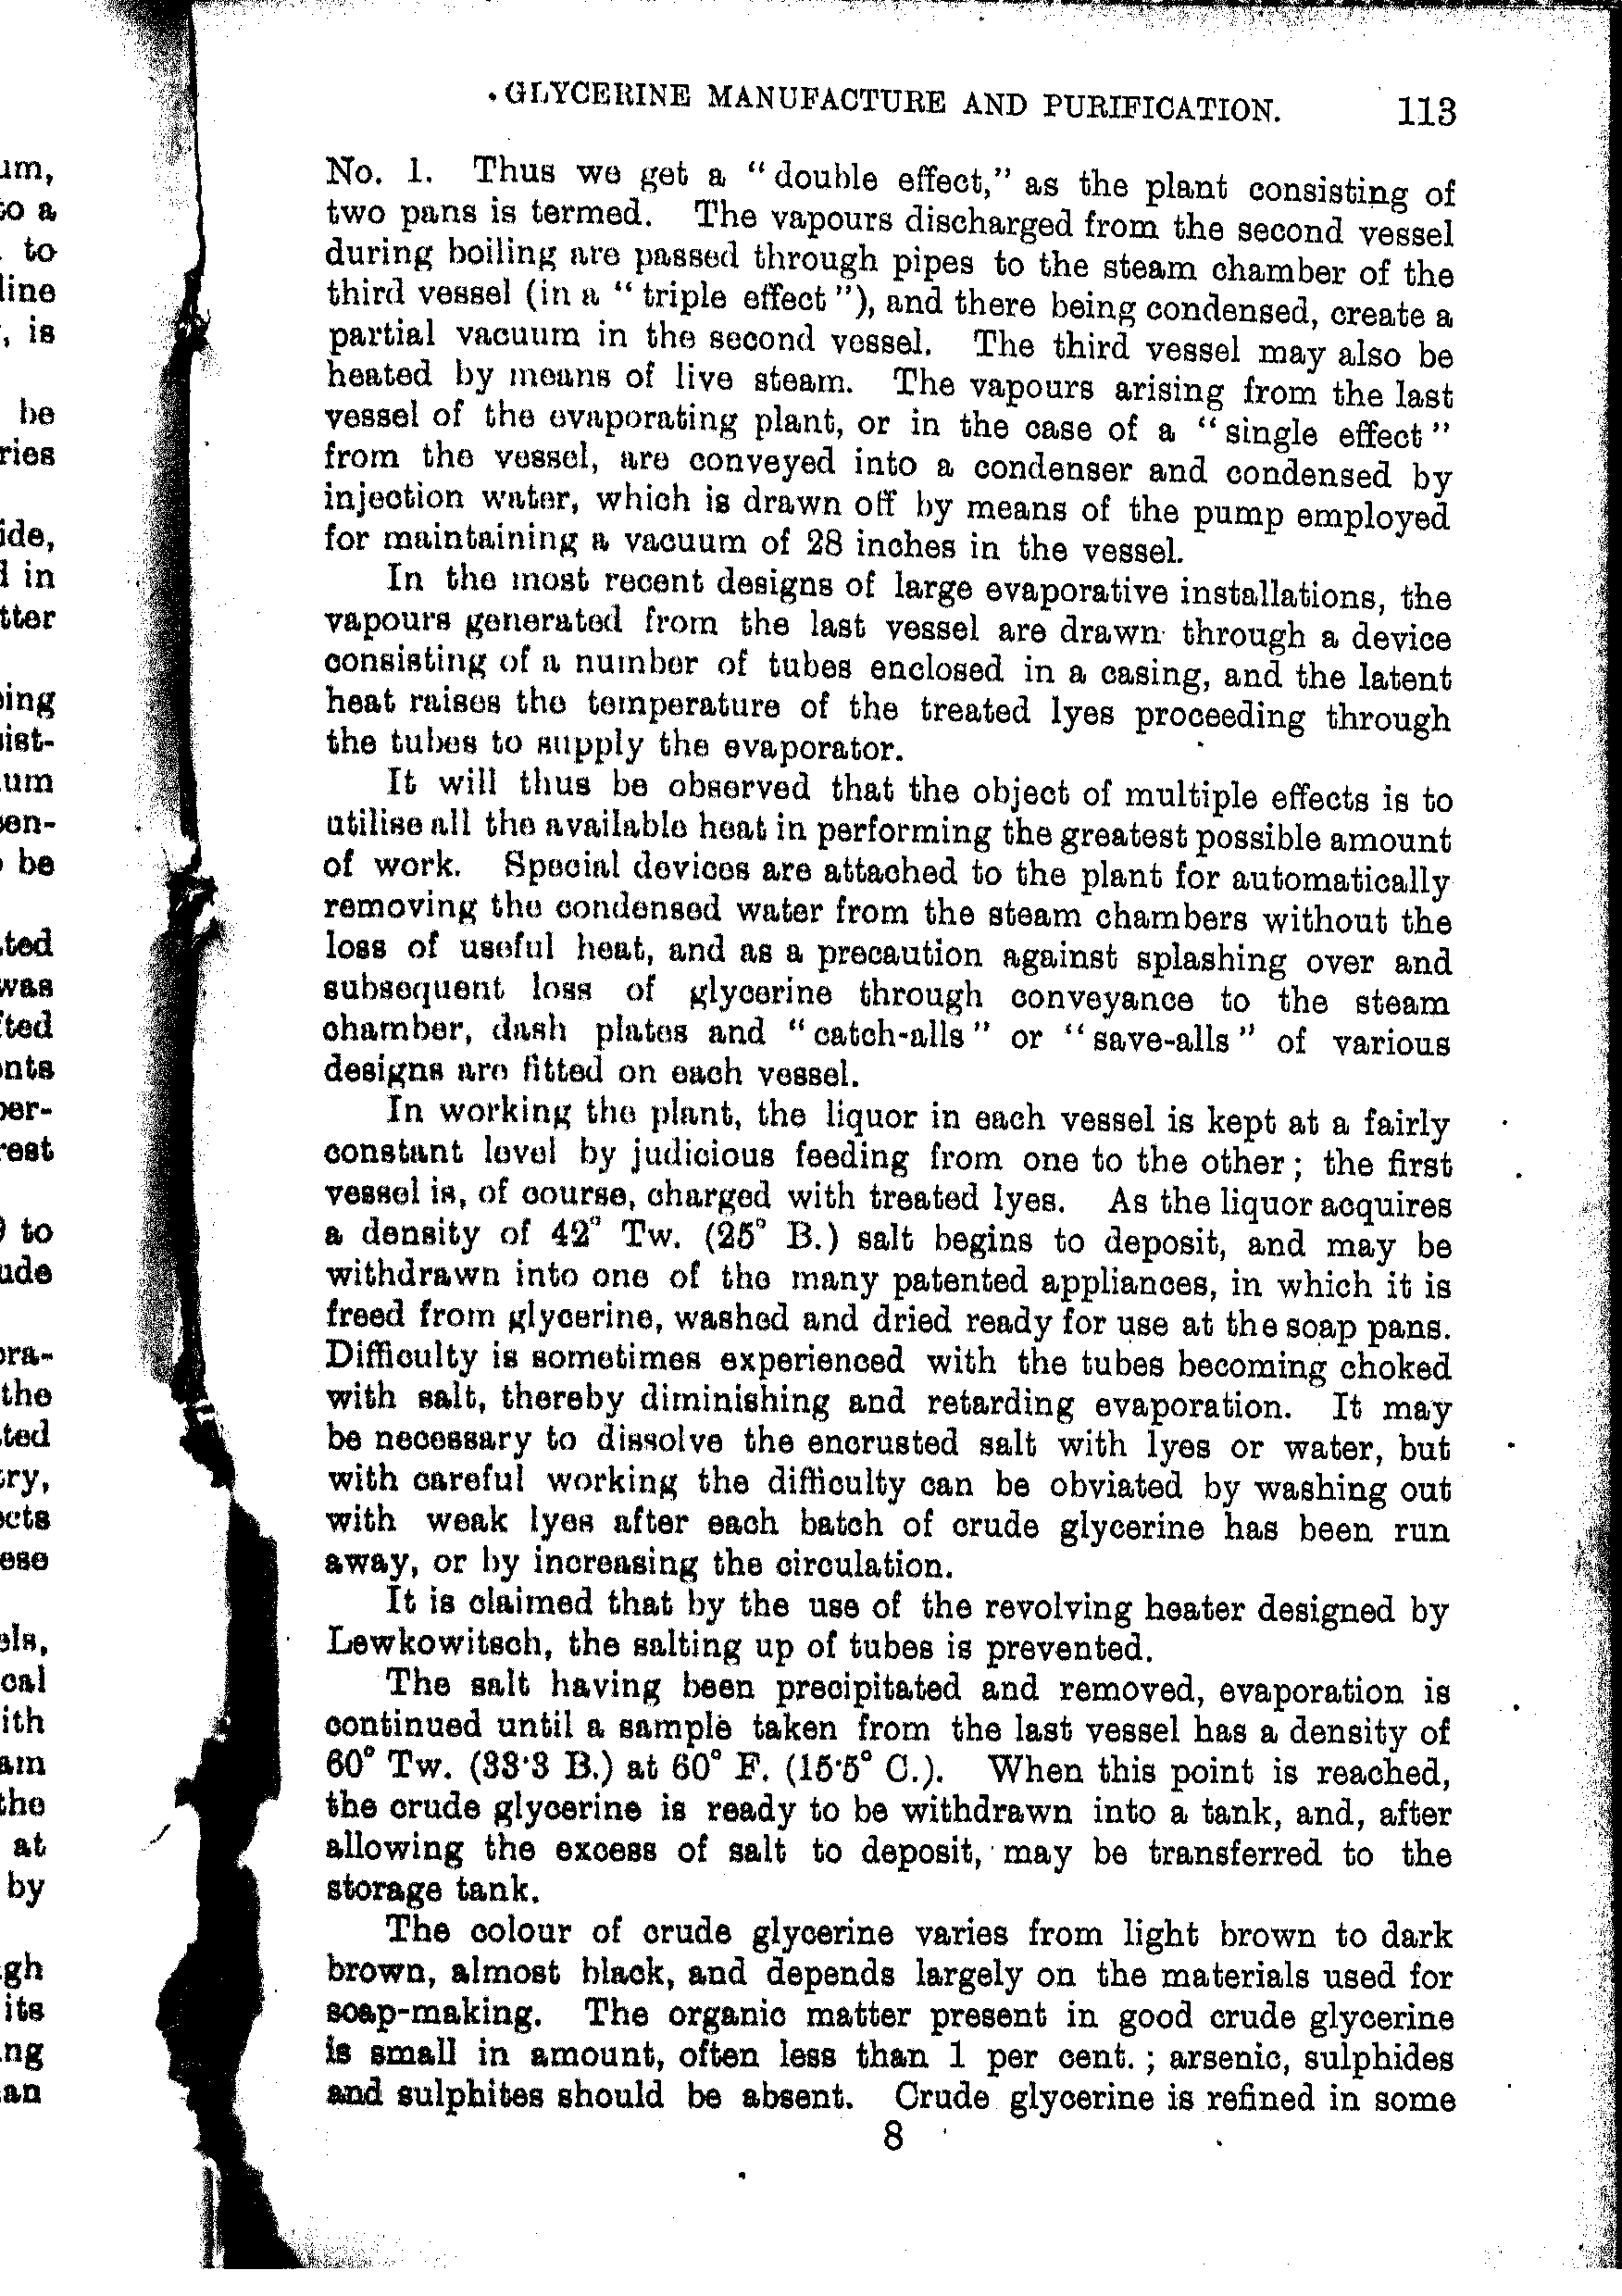 GLYCERINE MANUFACTURE AND PURIFICATION. 113
No. 1. Thus we get a "double effect," as the plant consisting of
two pans is termed. The vapours discharged from the second vessel
during boiling are passed through pipes to the steam chamber of the
third vessel (in a "triple effect"), and there being condensed, create a
partial vacuum in the second vessel. The third vessel may also be
heated by means of live steam. The vapours arising from the last
vessel of the evaporating plant, or in the case of a "single effect"
from the vessel, are conveyed into a condenser and condensed by
injection water, which is drawn off by means of the pump employed
for maintaining a vacuum of 28 inches in the vessel.
In the most recent designs of large evaporative installations, the
vapours generated from the last vessel are drawn through a device
consisting of a number of tubes enclosed in a casing, and the latent
heat raises the temperature of the treated lyes proceeding through
the tubes to supply the evaporator.
It will thus be observed that the object of multiple effects is to
utilise all the available heat in performing the greatest possible amount
of work. Special devices are attached to the plant for automatically
removing the condensed water from the steam chambers without the
loss of useful heat, and as a precaution against splashing over and
subsequent loss of glycerine through conveyance to the steam
chamber, dash plates and "catch-alls" or "save-alls" of various
designs are fitted on each vessel.
In working the plant, the liquor in each vessel is kept at a fairly
constant level by judicious feeding from one to the other; the first
vessel is, of course, charged with treated lyes. As the liquor acquires
a density of 42° Tw. (25° B.) salt begins to deposit, and may be
withdrawn into one of the many patented appliances, in which it is
freed from glycerine, washed and dried ready for use at the soap pans.
Difficulty is sometimes experienced with the tubes becoming choked
with salt, thereby diminishing and retarding evaporation. It may
be necessary to dissolve the encrusted salt with lyes or water, but
with careful working the difficulty can be obviated by washing out
with weak lyes after each batch of crude glycerine has been run
away, or by increasing the circulation.
It is claimed that by the use of the revolving heater designed by
Lewkowitsch, the salting up of tubes is prevented.
The salt having been precipitated and removed, evaporation is
continued until a sample taken from the last vessel has a density of
60° Tw. (33·3 B.) at 60° F. (15·5° C.). When this point is reached,
the crude glycerine is ready to be withdrawn into a tank, and, after
allowing the excess of salt to deposit, may be transferred to the
storage tank.
The colour of crude glycerine varies from light brown to dark
brown, almost black, and depends largely on the materials used for
soap-making. The organic matter present in good crude glycerine
is small in amount, often less than 1 per cent.; arsenic, sulphides
and sulphites should be absent. Crude glycerine is refined in some
8